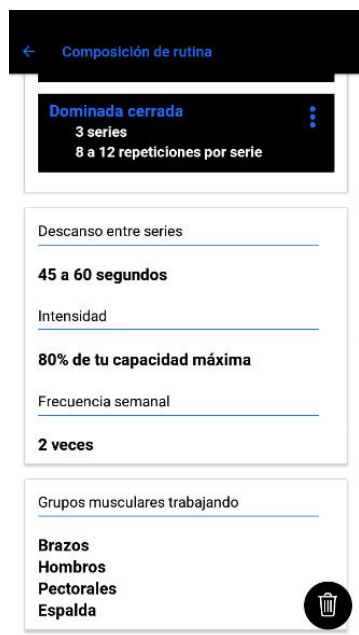 Composición de rutina
Dominada cerrada
3 series
8 a 12 repeticiones por serie
Descanso entre series
45 a 60 segundos
Intensidad
80% de tu capacidad máxima
Frecuencia semanal
2 veces
Grupos musculares trabajando
Brazos
Hombros
Pectorales
Espalda